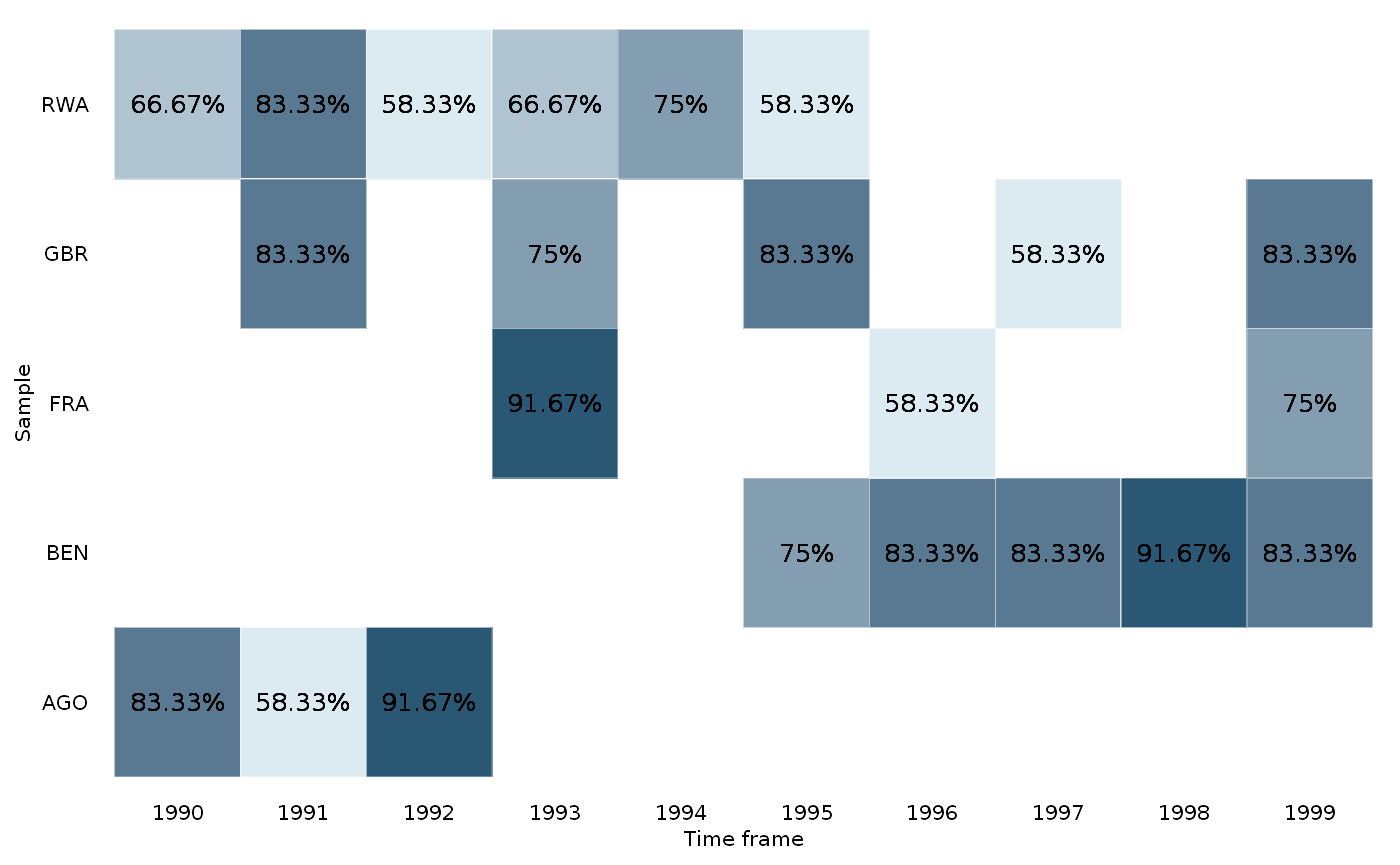 RWA 66.67% 83.33% 58.33% 66.67% 75% 58.33%
GBR 83.33% 75% 83.33% 58.33% 83.33%
Sample
FRA 91.67% 58.33% 75%
BEN 75% 83.33% 83.33% 91.67% 83.33%
AGO 83.33% 58.33% 91.67%
1990 1991 1992 1993 1994 1995 1996 1997 1998 1999
Time frame